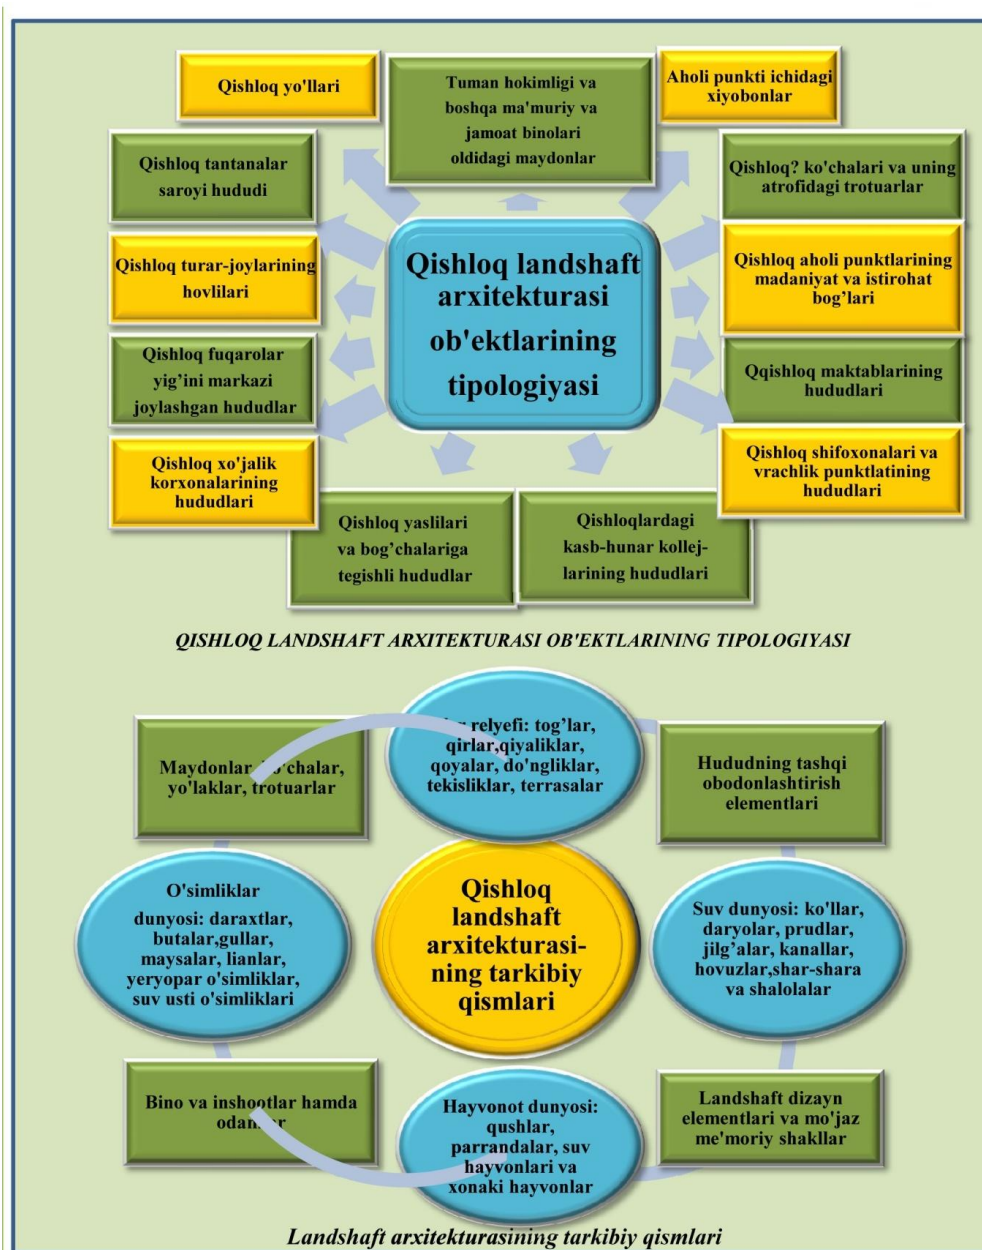 Qishloq yo'llari
Tuman hokimligi va
boshqa ma'muriy va
jamoat binolari
oldidagi maydonlar
Aholi punkti ichidagi
xiyobonlar
Qishloq tantanalar
saroyi hududi
Qishloq? ko'chalari va uning
atrofidagi trotuarlar
Qishloq turar-joylarining
hovlilari
Qishloq landshaft
arxitekturasi
ob'ektlarining
tipologiyasi
Qishloq aholi punktlarining
madaniyat va istirohat
bog'lari
Qishloq fuqarolar
yig'ini markazi
joylashgan hududlar
Qqishloq maktablarining
hududlari
Qishloq xo'jalik
korxonalarining
hududlari
Qishloq shifoxonalari va
vrachlik punktlatining
hududlari
Qishloq yaslilari
va bog'chalariga
tegishli hududlar
Qishloqlardagi
kasb-hunar kollej-
larining hududlari
QISHLOQ LANDSHAFT ARXITEKTURASI OB'EKTLARINING TIPOLOGIYASI
relyefi: tog'lar,
qirlar,qiyaliklar,
qoyalar, do'ngliklar,
tekisliklar, terrasalar
Maydonlar,
yo'laklar, trotuarlar
Hududning tashqi
obodonlashtirish
elementlari
O'simliklar
dunyosi: daraxtlar,
butalar,gullar,
maysalar, lianlar,
yeryopar o'simliklar,
suv usti o'simliklari
Qishloq
landshaft
arxitekturasi-
ning tarkibiy
qismlari
Suv dunyosi: ko'llar,
daryolar, prudlar,
jilg'alar, kanallar,
hovuzlar,shar-shara
va shalolalar
Bino va inshootlar hamda
Hayvonot dunyosi:
qushlar,
parrandalar, suv
hayvonlari va
xonaki hayvonlar
Landshaft dizayn
elementlari va mo'jaz
me'moriy shakllar
Landshaft arxitekturasining tarkibiy qismlari